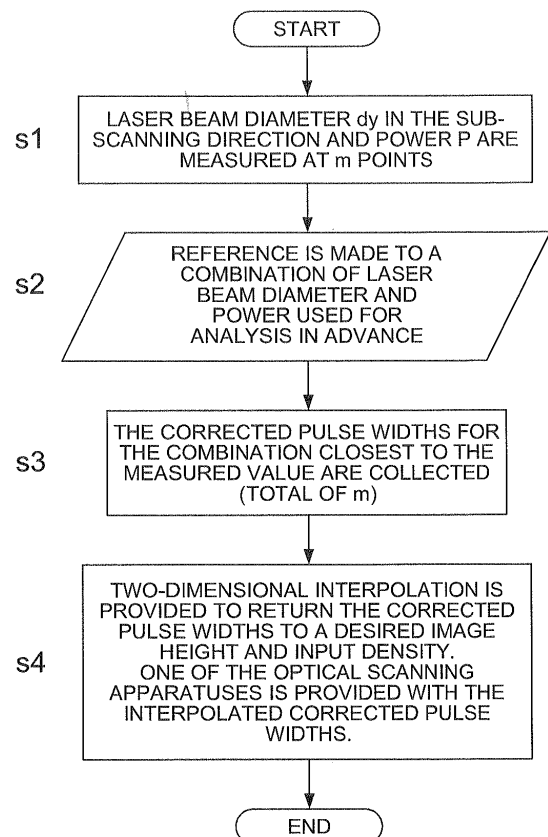 START
s1
LASER BEAM DIAMETER dy IN THE SUB-
SCANNING DIRECTION AND POWER P ARE
MEASURED AT m POINTS
s2
REFERENCE IS MADE TO A
COMBINATION OF LASER
BEAM DIAMETER AND
POWER USED FOR
ANALYSIS IN ADVANCE
s3
THE CORRECTED PULSE WIDTHS FOR
THE COMBINATION CLOSEST TO THE
MEASURED VALUE ARE COLLECTED
(TOTAL OF m)
s4
TWO-DIMENSIONAL INTERPOLATION IS
PROVIDED TO RETURN THE CORRECTED
PULSE WIDTHS TO A DESIRED IMAGE
HEIGHT AND INPUT DENSITY.
ONE OF THE OPTICAL SCANNING
APPARATUSES IS PROVIDED WITH THE
INTERPOLATED CORRECTED PULSE
WIDTHS.
END